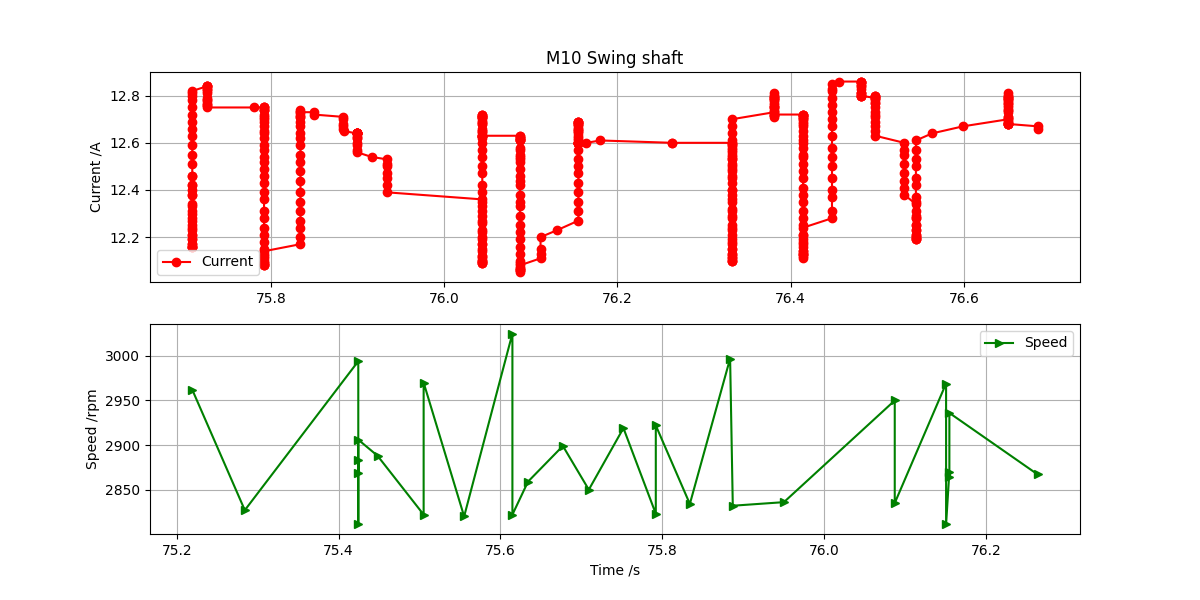 M10 Swing shaft
Current /A
12.8
12.6
12.4
12.2
Current
75.8 76.0 76.2 76.4 76.6
Speed /rpm
3000
2950
2900
2850
Speed
75.2 75.4 75.6 75.8 76.0 76.2
Time /s